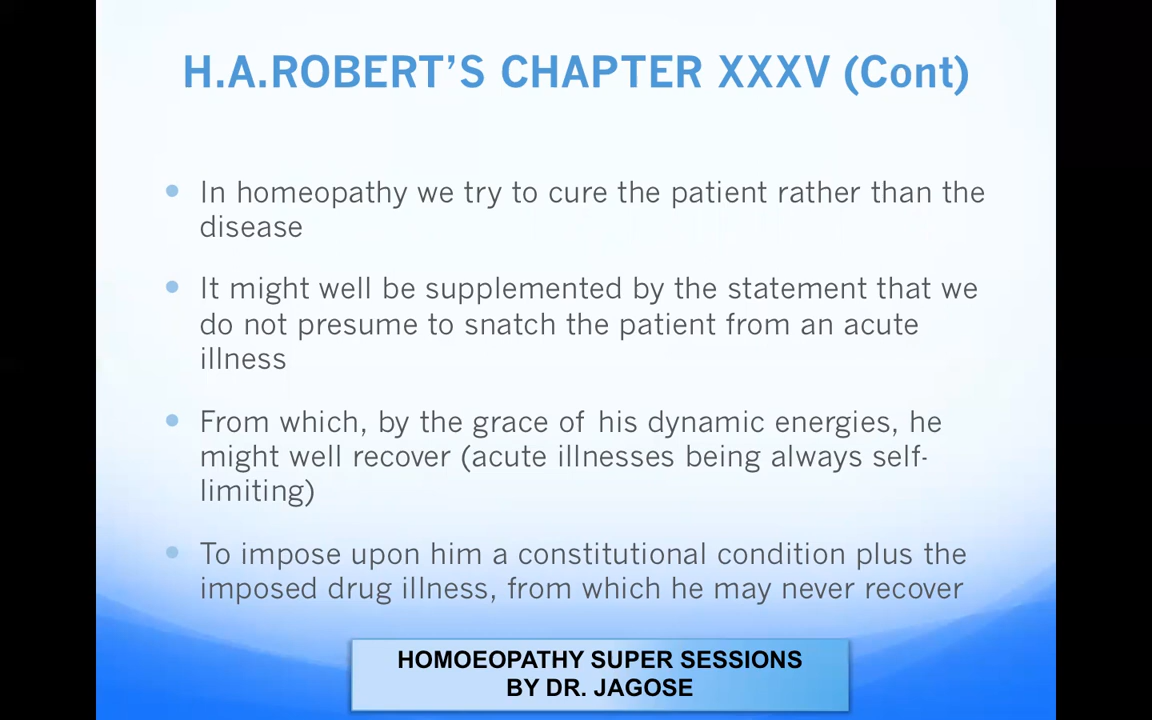 H.A.ROBERT'S CHAPTER XXXV (Cont)
In homeopathy we try to cure the patient rather than the
disease
It might well be supplemented by the statement that we
do not presume to snatch the patient from an acute
illness
From which, by the grace of his dynamic energies, he
might well recover (acute illnesses being always self-
limiting)
To impose upon him a constitutional condition plus the
imposed drug illness, from which he may never recover
HOMOEOPATHY SUPER SESSIONS
BY DR. JAGOSE